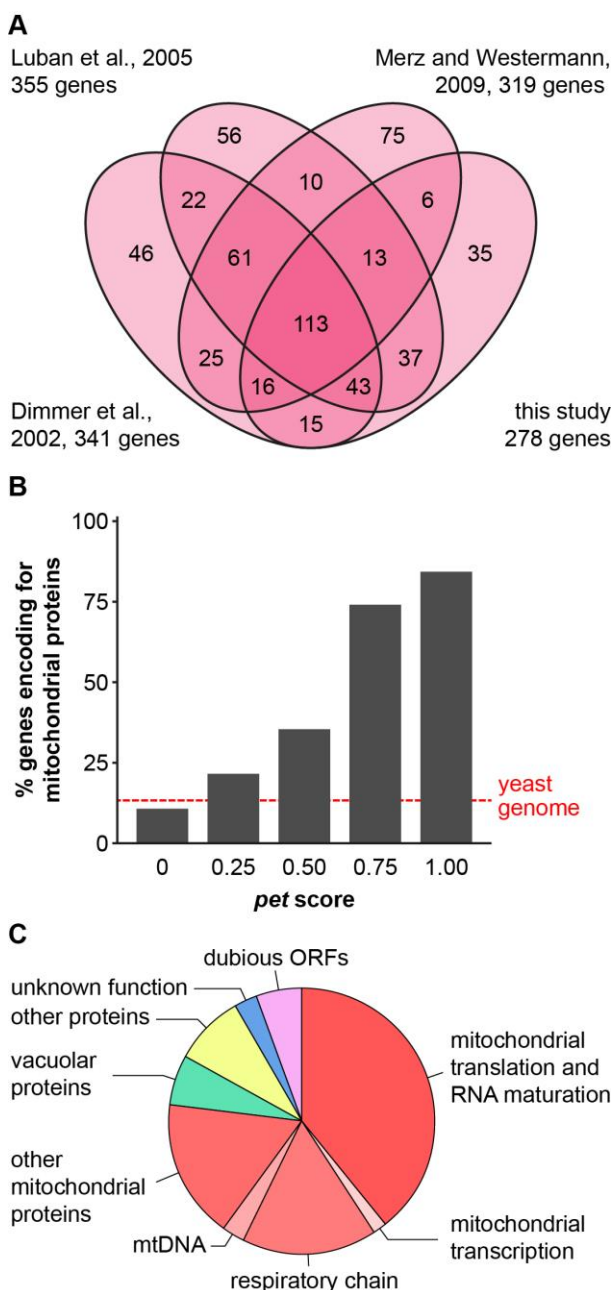 A
Luban et al., 2005
355 genes
Merz and Westermann,
2009, 319 genes
56
75
10
22
6
46
61
13
35
113
25
37
16
43
15
Dimmer et al.,
2002, 341 genes
this study
278 genes
B
% genes encoding for
mitochondrial proteins
100
75
50
25
0
yeast
genome
0 0.25 0.50 0.75 1.00
pet score
C
dubious ORFs
unknown function
other proteins
vacuolar
proteins
other
mitochondrial
proteins
mtDNA
respiratory chain
mitochondrial
translation and
RNA maturation
mitochondrial
transcription